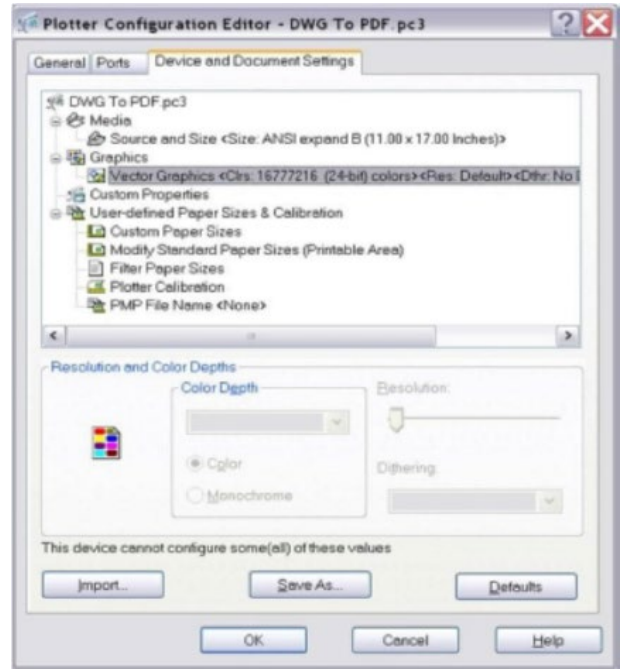 Plotter Configuration Editor - DWG To PDF.pc3
General Ports Device and Document Settings
DWG To PDF.pc3
Media
Source and Size <Size: ANSI expand B (11.00 x 17.00 Inches)>
Graphics
Vector Graphics <Clrs: 16777216 (24-bit) colors><Res: Default><Dthr: No
Custom Properties
User-defined Paper Sizes & Calibration
Custom Paper Sizes
Modify Standard Paper Sizes (Printable Area)
Filter Paper Sizes
Plotter Calibration
PMP File Name <None>
Resolution and Color Depths
Color Depth
Resolution:
Color
Monochrome
Dithering:
This device cannot configure some(all) of these values
Import... Save As... Defaults
OK Cancel Help